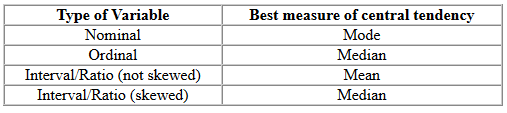 Type of Variable Best measure of central tendency
Nominal Mode
Ordinal Median
Interval/Ratio (not skewed) Mean
Interval/Ratio (skewed) Median